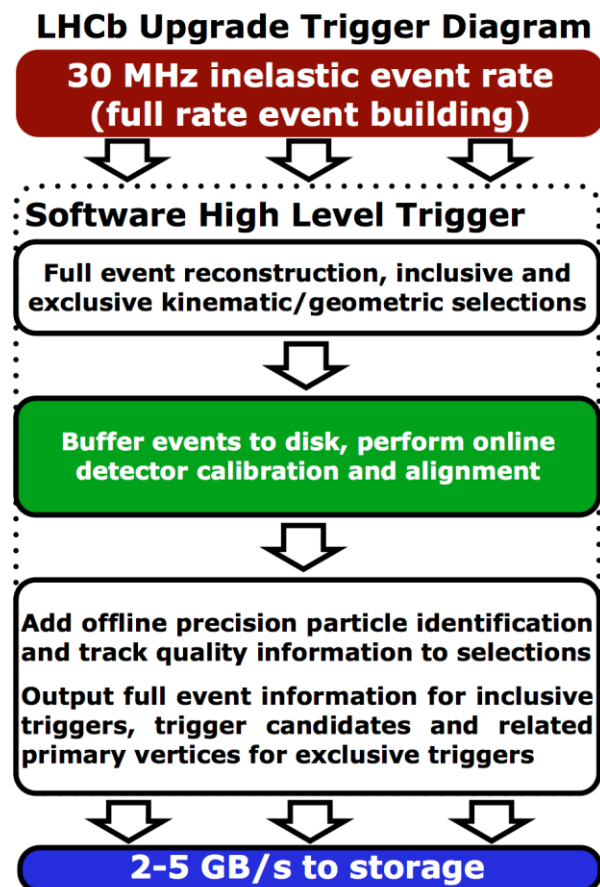 LHCb Upgrade Trigger Diagram
30 MHz inelastic event rate
(full rate event building)
Software High Level Trigger
Full event reconstruction, inclusive and
exclusive kinematic/geometric selections
Buffer events to disk, perform online
detector calibration and alignment
Add offline precision particle identification
and track quality information to selections
Output full event information for inclusive
triggers, trigger candidates and related
primary vertices for exclusive triggers
2-5 GB/s to storage